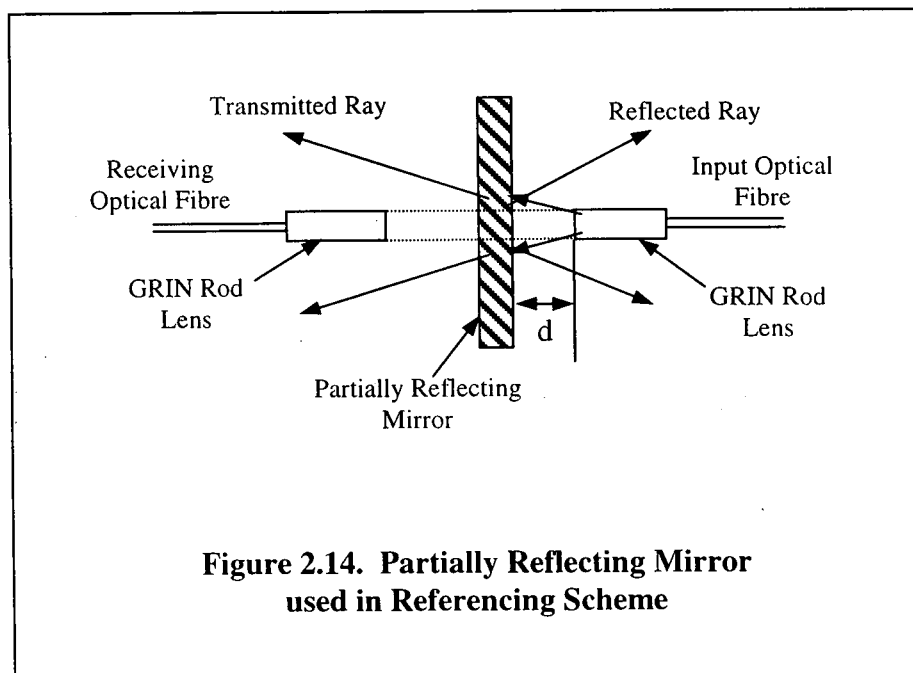 Transmitted Ray
Reflected Ray
Receiving
Optical Fibre
Input Optical
Fibre
GRIN Rod
Lens
d
GRIN Rod
Lens
Partially Reflecting
Mirror
Figure 2.14. Partially Reflecting Mirror
used in Referencing Scheme